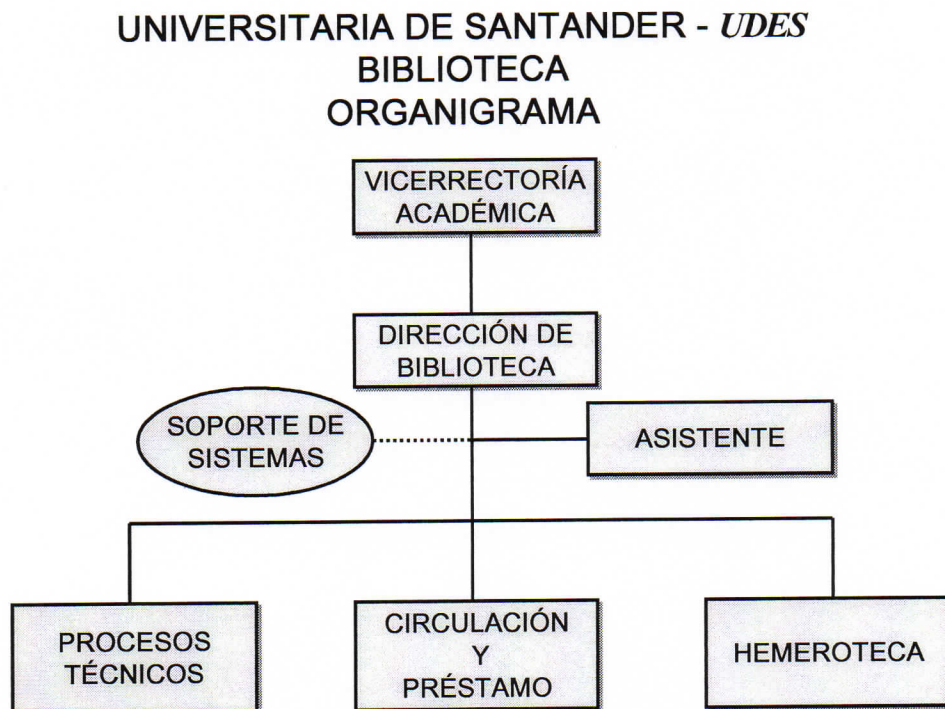 UNIVERSITARIA DE SANTANDER - UDES
BIBLIOTECA
ORGANIGRAMA
VICERRECTORÍA
ACADÉMICA
DIRECCIÓN DE
BIBLIOTECA
SOPORTE DE
SISTEMAS
ASISTENTE
PROCESOS
TÉCNICOS
CIRCULACIÓN
Y
PRÉSTAMO
HEMEROTECA